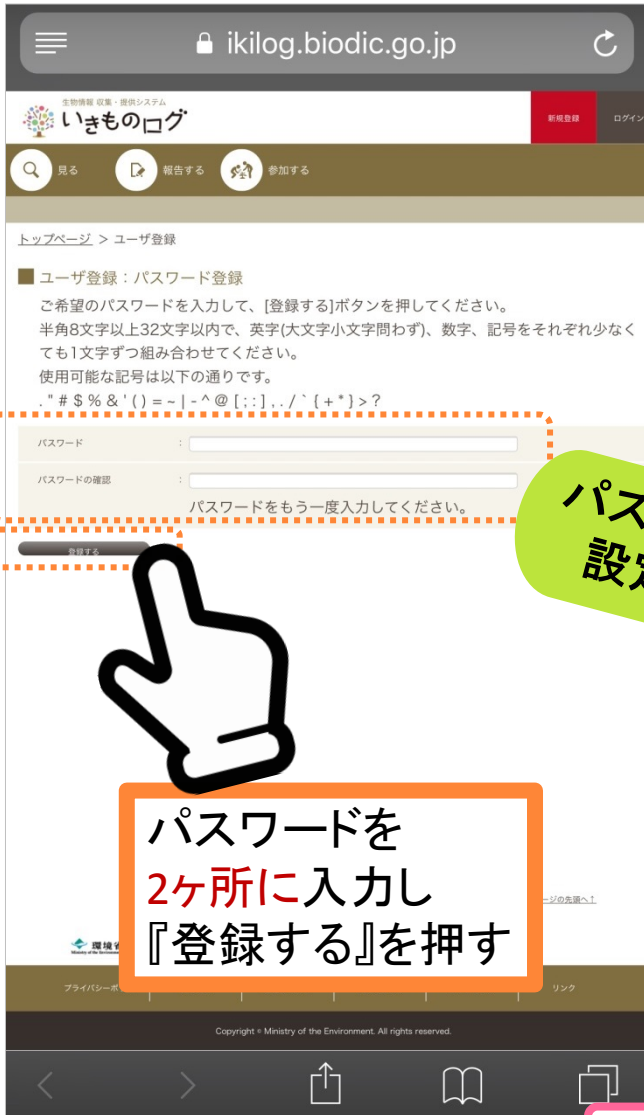 ikilog.biodic.go.jp
生物情報 収集・提供システム
いきものログ
新規登録
ログイン
見る
報告する
参加する
トップページ > ユーザ登録
ユーザ登録：パスワード登録
ご希望のパスワードを入力して、[登録する]ボタンを押してください。
半角8文字以上32文字以内で、英字(大文字小文字問わず)、数字、記号をそれぞれ少なく
ても1文字ずつ組み合わせてください。
使用可能な記号は以下の通りです。
. " # $ % & ' ( ) = ~ | - ^ @ [ ; : ] , . / ` { + * } > ?
パスワード :
パスワードの確認 :
パスワードをもう一度入力してください。
登録する
パス
設定
パスワードを
2ヶ所に入力し
『登録する』を押す
ージの先頭へ↑
環境省
プライバシーポ
リンク
Copyright © Ministry of the Environment. All rights reserved.